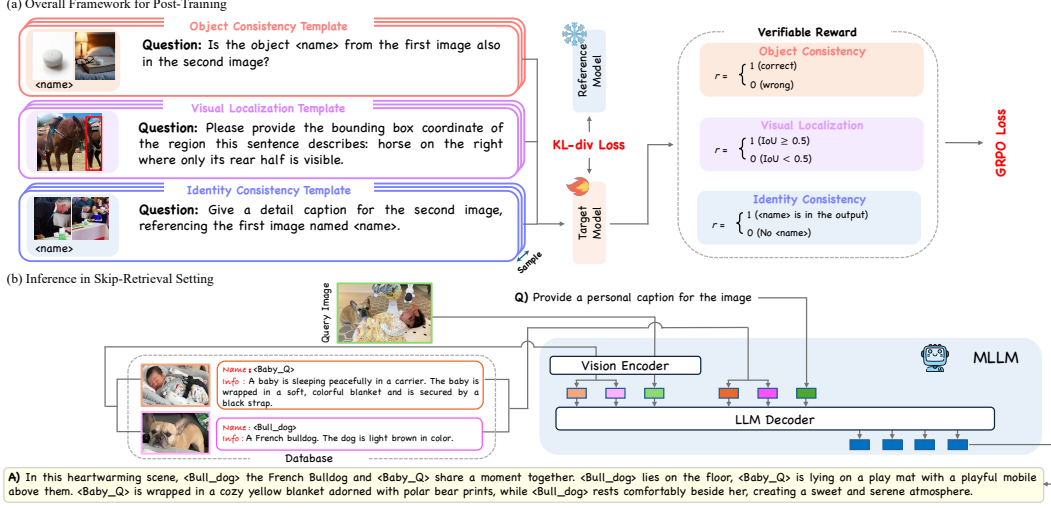 (a) Overall Framework for Post-Training
Object Consistency Template
Question: Is the object <name> from the first image also
in the second image?
<name>
Visual Localization Template
Question: Please provide the bounding box coordinate of
the region this sentence describes: horse on the right
where only its rear half is visible.
Identity Consistency Template
Question: Give a detail caption for the second image,
referencing the first image named <name>.
<name>
Sample
Reference
Model
KL-div Loss
Target
Model
Verifiable Reward
Object Consistency
r = { 1 (correct)
0 (wrong)
Visual Localization
r = { 1 (IoU ≥ 0.5)
0 (IoU < 0.5)
Identity Consistency
r = { 1 (<name> is in the output)
0 (No <name>)
GRPO Loss
(b) Inference in Skip-Retrieval Setting
Query Image
Q) Provide a personal caption for the image
Name : <Baby_Q>
Info : A baby is sleeping peacefully in a carrier. The baby is
wrapped in a soft, colorful blanket and is secured by a
black strap.
Name : <Bull_dog>
Info : A French bulldog. The dog is light brown in color.
Database
Vision Encoder
MLLM
LLM Decoder
A) In this heartwarming scene, <Bull_dog> the French Bulldog and <Baby_Q> share a moment together. <Bull_dog> lies on the floor, <Baby_Q> is lying on a play mat with a playful mobile
above them. <Baby_Q> is wrapped in a cozy yellow blanket adorned with polar bear prints, while <Bull_dog> rests comfortably beside her, creating a sweet and serene atmosphere.